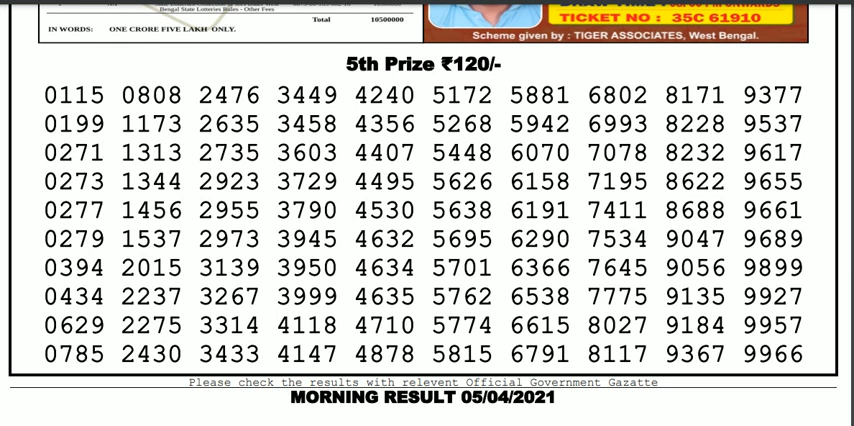 Bengal State Lotteries Rules - Other Fees
Total 10500000
IN WORDS: ONE CRORE FIVE LAKH ONLY.
TICKET NO : 35C 61910
Scheme given by : TIGER ASSOCIATES, West Bengal.
5th Prize ₹120/-
0115 0808 2476 3449 4240 5172 5881 6802 8171 9377
0199 1173 2635 3458 4356 5268 5942 6993 8228 9537
0271 1313 2735 3603 4407 5448 6070 7078 8232 9617
0273 1344 2923 3729 4495 5626 6158 7195 8622 9655
0277 1456 2955 3790 4530 5638 6191 7411 8688 9661
0279 1537 2973 3945 4632 5695 6290 7534 9047 9689
0394 2015 3139 3950 4634 5701 6366 7645 9056 9899
0434 2237 3267 3999 4635 5762 6538 7775 9135 9927
0629 2275 3314 4118 4710 5774 6615 8027 9184 9957
0785 2430 3433 4147 4878 5815 6791 8117 9367 9966
Please check the results with relevent Official Government Gazatte
MORNING RESULT 05/04/2021